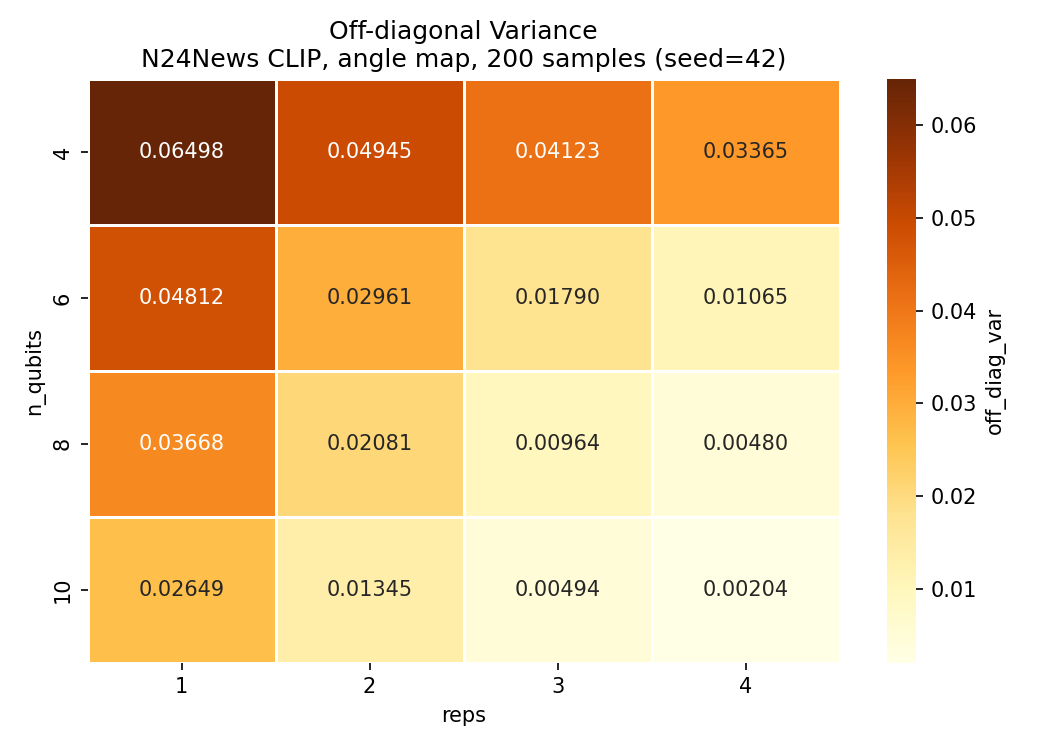 Off-diagonal Variance
N24News CLIP, angle map, 200 samples (seed=42)
n_qubits
4 0.06498 0.04945 0.04123 0.03365
6 0.04812 0.02961 0.01790 0.01065
8 0.03668 0.02081 0.00964 0.00480
10 0.02649 0.01345 0.00494 0.00204
1 2 3 4
reps
0.06
0.05
0.04
0.03
0.02
0.01
off_diag_var